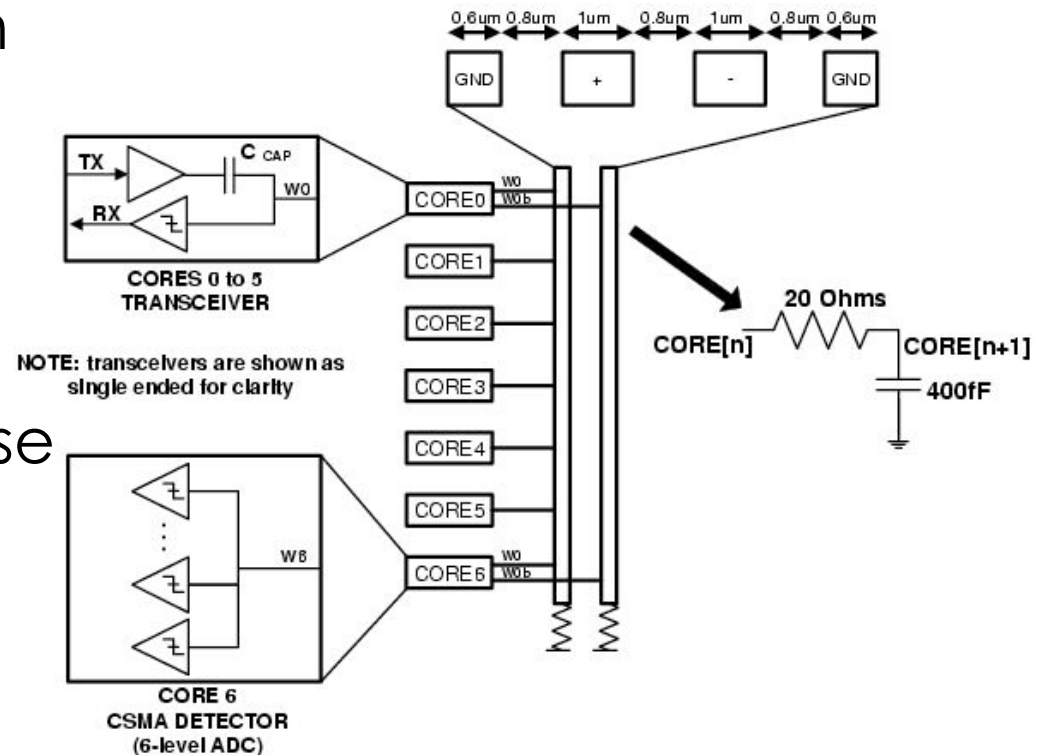 n
0.6um 0.8um 1um 0.8um 1um 0.8um 0.6um
GND + - GND
TX
C CAP
W0
RX
CORES 0 to 5
TRANSCEIVER
NOTE: transceivers are shown as
single ended for clarity
CORE0
W0
W0b
CORE1
CORE2
CORE3
CORE4
CORE5
CORE6
W0
W0b
20 Ohms
CORE[n]
CORE[n+1]
400fF
se
W6
CORE 6
CSMA DETECTOR
(6-level ADC)